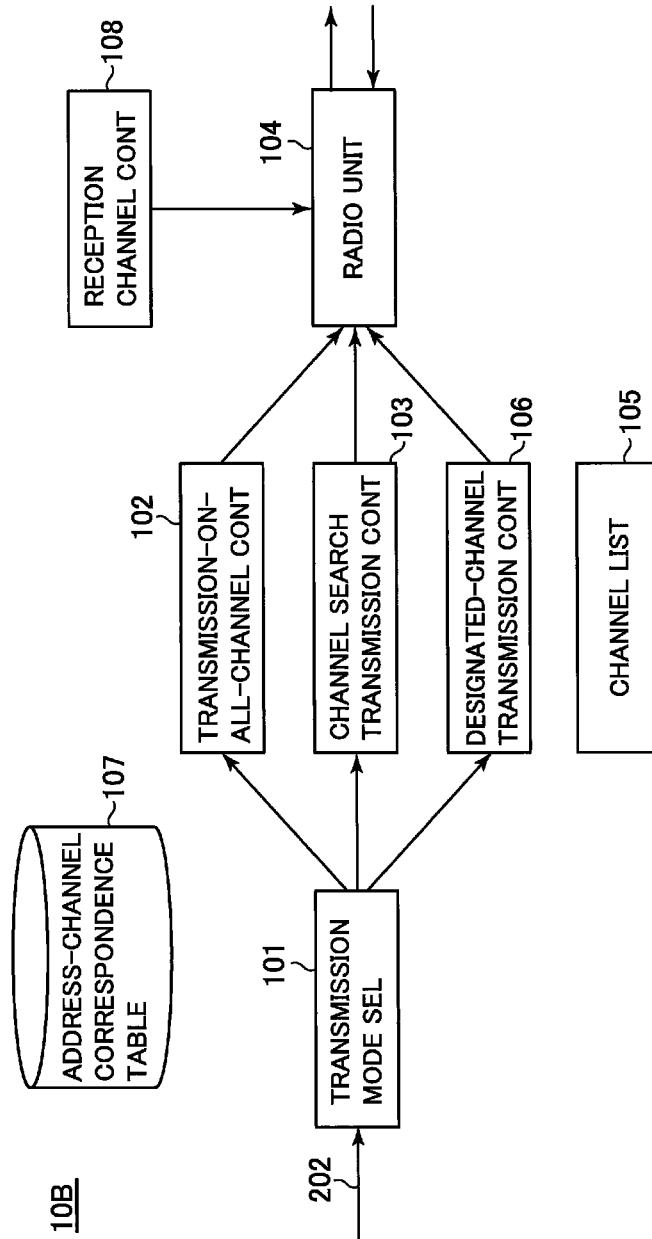 10B
ADDRESS-CHANNEL
CORRESPONDENCE
TABLE
107
202
TRANSMISSION
MODE SEL
101
TRANSMISSION-ON-
ALL-CHANNEL CONT
102
CHANNEL SEARCH
TRANSMISSION CONT
103
DESIGNATED-CHANNEL
TRANSMISSION CONT
106
CHANNEL LIST
105
RECEPTION
CHANNEL CONT
108
RADIO UNIT
104